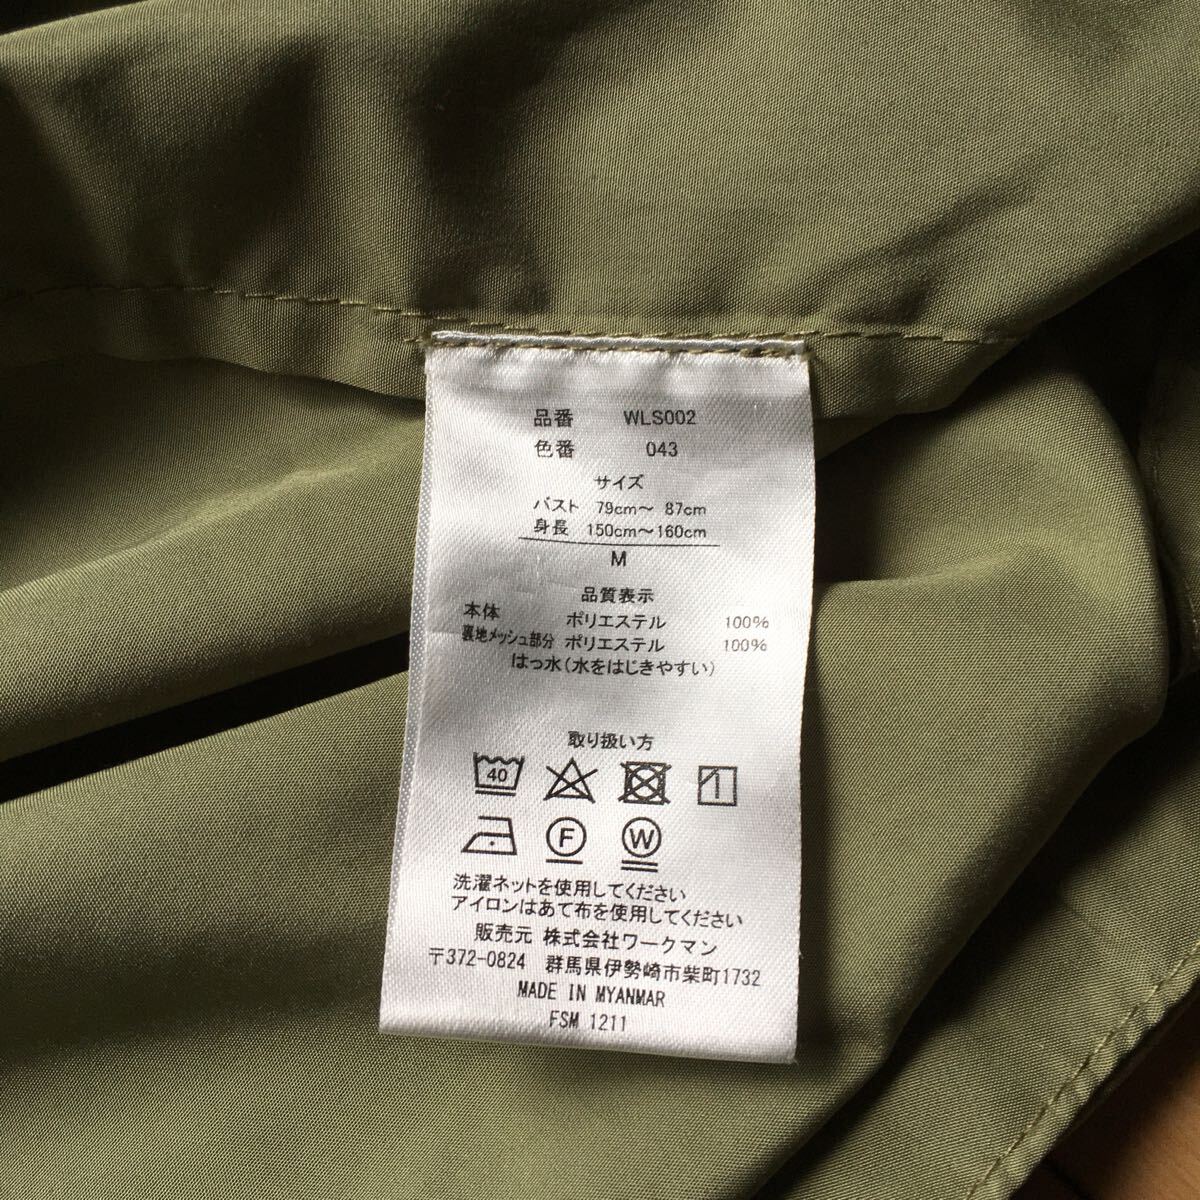 品番 WLS002
色番 043
サイズ
バスト 79cm～ 87cm
身長 150cm～160cm
M
品質表示
本体 ポリエステル 100%
裏地メッシュ部分 ポリエステル 100%
はっ水(水をはじきやすい)
取り扱い方
40
F W
洗濯ネットを使用してください
アイロンはあて布を使用してください
販売元 株式会社ワークマン
〒372-0824 群馬県伊勢崎市柴町1732
MADE IN MYANMAR
FSM 1211